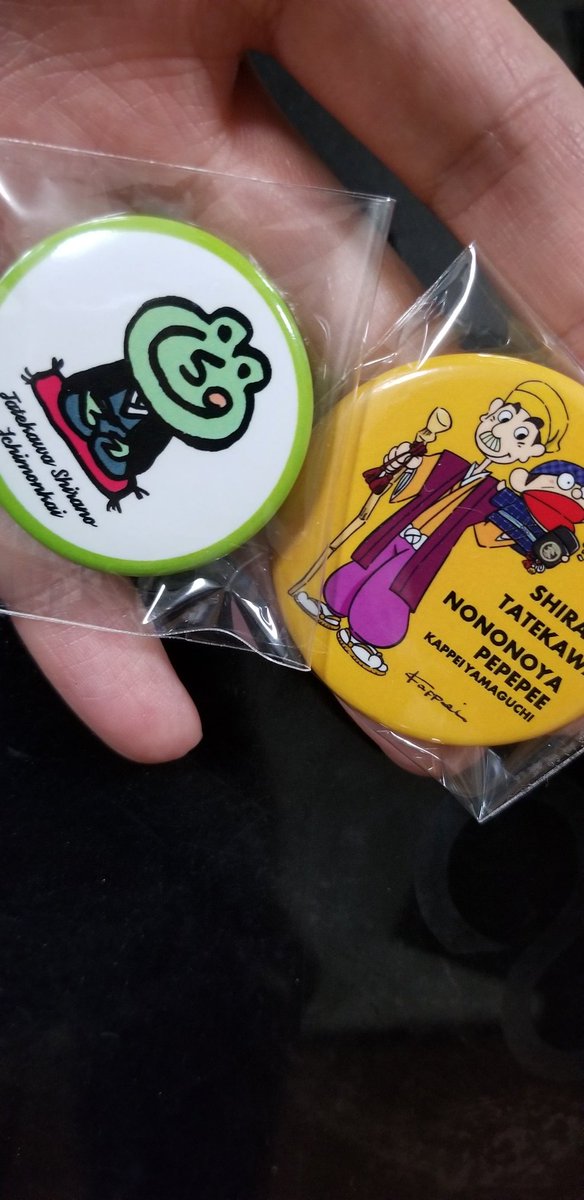 Tatekawa Shirano
Ichimonkai
SHIRA
TATEKAWA
NONONOYA
PEPEPEE
KAPPEI YAMAGUCHI
Kappei